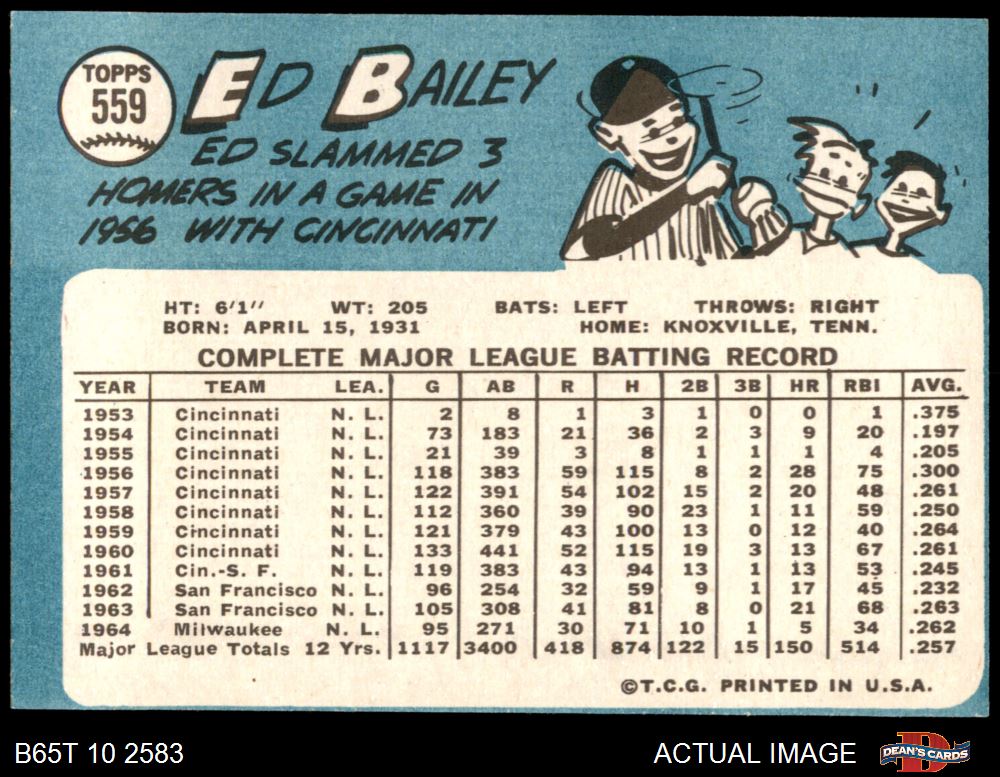 TOPPS
559
ED BAILEY
ED SLAMMED 3
HOMERS IN A GAME IN
1956 WITH CINCINNATI
HT: 6'1" WT: 205 BATS: LEFT THROWS: RIGHT
BORN: APRIL 15, 1931 HOME: KNOXVILLE, TENN.
COMPLETE MAJOR LEAGUE BATTING RECORD
YEAR TEAM LEA. G AB R H 2B 3B HR RBI AVG.
1953 Cincinnati N. L. 2 8 1 3 1 0 0 1 .375
1954 Cincinnati N. L. 73 183 21 36 2 3 9 20 .197
1955 Cincinnati N. L. 21 39 3 8 1 1 1 4 .205
1956 Cincinnati N. L. 118 383 59 115 8 2 28 75 .300
1957 Cincinnati N. L. 122 391 54 102 15 2 20 48 .261
1958 Cincinnati N. L. 112 360 39 90 23 1 11 59 .250
1959 Cincinnati N. L. 121 379 43 100 13 0 12 40 .264
1960 Cincinnati N. L. 133 441 52 115 19 3 13 67 .261
1961 Cin.-S. F. N. L. 119 383 43 94 13 1 13 53 .245
1962 San Francisco N. L. 96 254 32 59 9 1 17 45 .232
1963 San Francisco N. L. 105 308 41 81 8 0 21 68 .263
1964 Milwaukee N. L. 95 271 30 71 10 1 5 34 .262
Major League Totals 12 Yrs. 1117 3400 418 874 122 15 150 514 .257
©T.C.G. PRINTED IN U.S.A.
B65T 10 2583 ACTUAL IMAGE DEAN'S CARDS